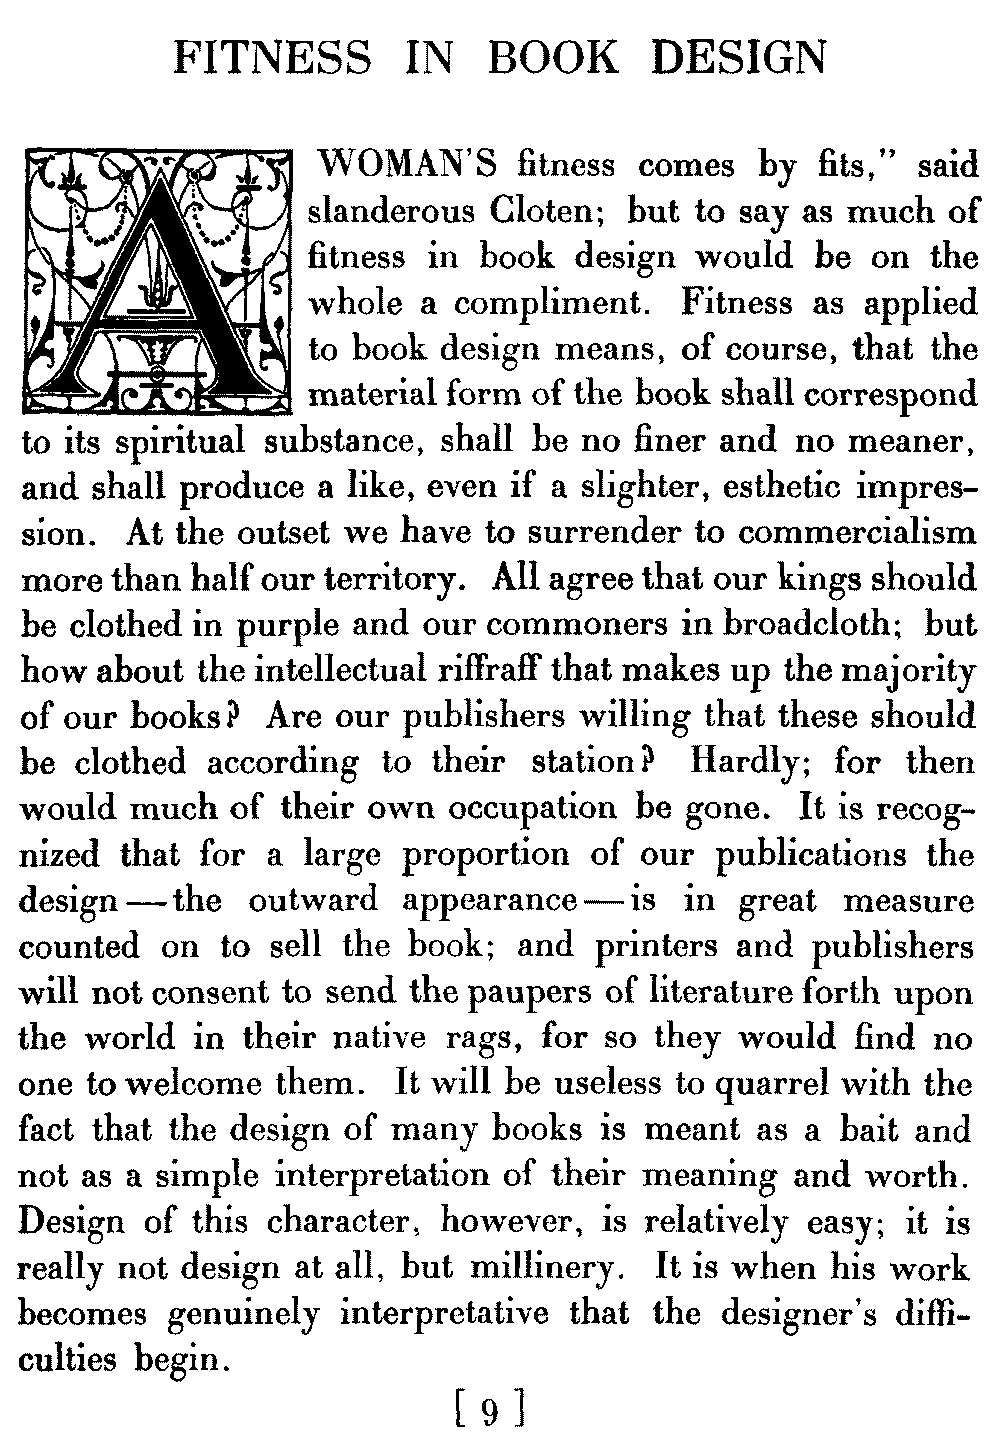 FITNESS IN BOOK DESIGN
A WOMAN'S fitness comes by fits," said
slanderous Cloten; but to say as much of
fitness in book design would be on the
whole a compliment. Fitness as applied
to book design means, of course, that the
material form of the book shall correspond
to its spiritual substance, shall be no finer and no meaner,
and shall produce a like, even if a slighter, esthetic impres-
sion. At the outset we have to surrender to commercialism
more than half our territory. All agree that our kings should
be clothed in purple and our commoners in broadcloth; but
how about the intellectual riffraff that makes up the majority
of our books? Are our publishers willing that these should
be clothed according to their station? Hardly; for then
would much of their own occupation be gone. It is recog-
nized that for a large proportion of our publications the
design—the outward appearance—is in great measure
counted on to sell the book; and printers and publishers
will not consent to send the paupers of literature forth upon
the world in their native rags, for so they would find no
one to welcome them. It will be useless to quarrel with the
fact that the design of many books is meant as a bait and
not as a simple interpretation of their meaning and worth.
Design of this character, however, is relatively easy; it is
really not design at all, but millinery. It is when his work
becomes genuinely interpretative that the designer's diffi-
culties begin.
[ 9 ]